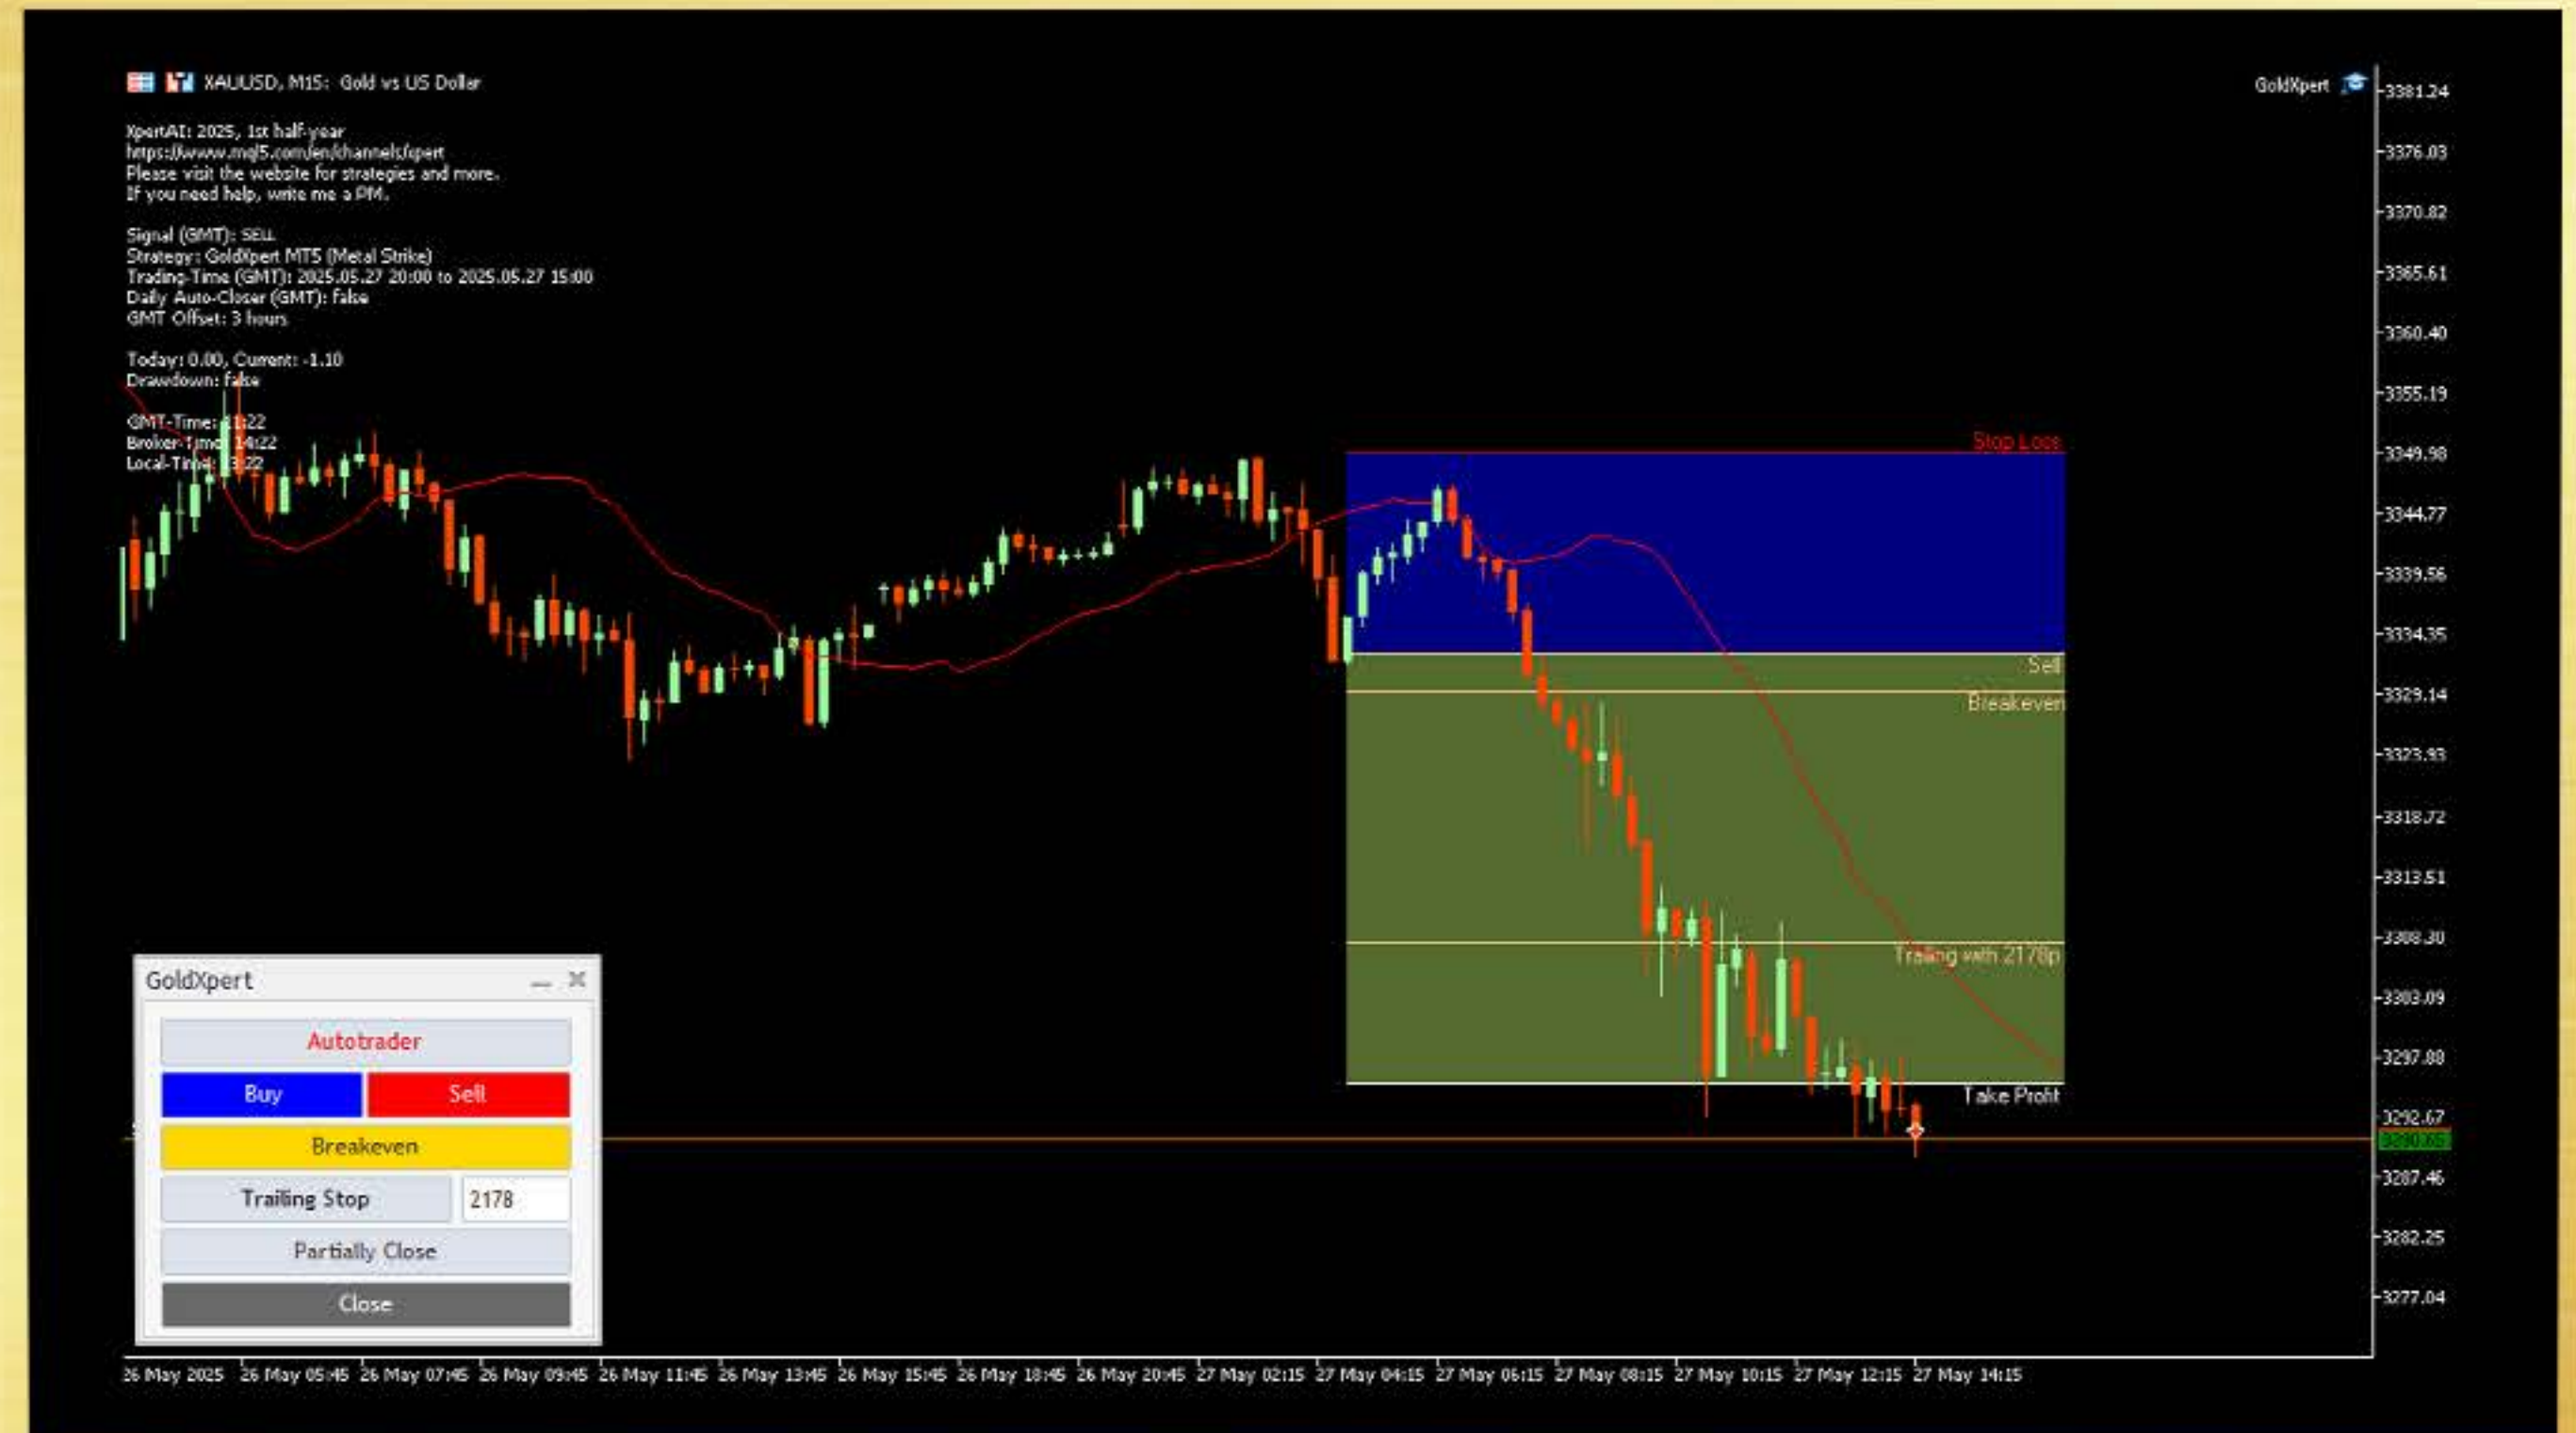 XAUUSD, M15: Gold vs US Dollar
GoldXpert
XpertAI: 2025, 1st half-year
https://www.mql5.com/en/channels/xpert
Please visit the website for strategies and more.
If you need help, write me a PM.
Signal (GMT): SELL
Strategy: GoldXpert MT5 (Metal Strike)
Trading-Time (GMT): 2025.05.27 20:00 to 2025.05.27 15:00
Daily Auto-Closer (GMT): false
GMT Offset: 3 hours
Today: 0.00, Current: -1.10
Drawdown: false
GMT-Time: 11:22
Broker-Time: 14:22
Local-Time: 13:22
3381.24
3376.03
3370.82
3365.61
3360.40
3355.19
3349.98
3344.77
3339.56
3334.35
3329.14
3323.93
3318.72
3313.51
3308.30
3303.09
3297.88
3292.67
3290.65
3287.46
3282.25
3277.04
Stop Loss
Sell
Breakeven
Trailing with 2178p
Take Profit
GoldXpert
Autotrader
Buy
Sell
Breakeven
Trailing Stop
2178
Partially Close
Close
26 May 2025
26 May 05:45
26 May 07:45
26 May 09:45
26 May 11:45
26 May 13:45
26 May 15:45
26 May 18:45
26 May 20:45
27 May 02:15
27 May 04:15
27 May 06:15
27 May 08:15
27 May 10:15
27 May 12:15
27 May 14:15